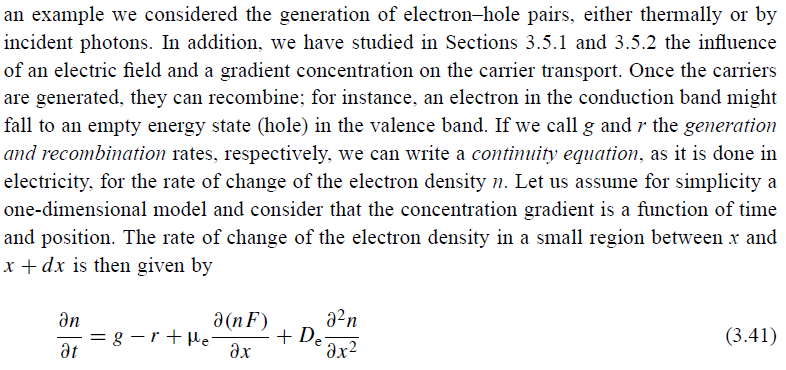 an example we considered the generation of electron–hole pairs, either thermally or by
incident photons. In addition, we have studied in Sections 3.5.1 and 3.5.2 the influence
of an electric field and a gradient concentration on the carrier transport. Once the carriers
are generated, they can recombine; for instance, an electron in the conduction band might
fall to an empty energy state (hole) in the valence band. If we call g and r the generation
and recombination rates, respectively, we can write a continuity equation, as it is done in
electricity, for the rate of change of the electron density n. Let us assume for simplicity a
one-dimensional model and consider that the concentration gradient is a function of time
and position. The rate of change of the electron density in a small region between x and
x + dx is then given by
∂n/∂t = g − r + μₑ ∂(nF)/∂x + Dₑ ∂²n/∂x² (3.41)